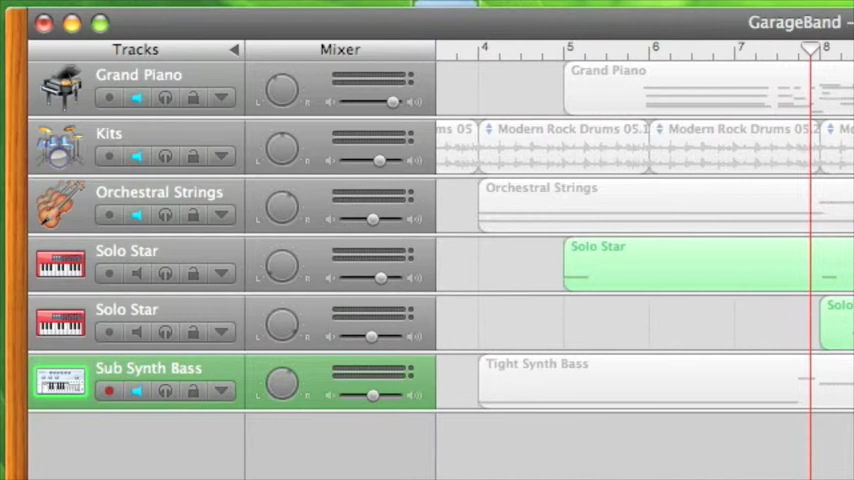 GarageBand –
Tracks
Mixer
4 5 6 7 8
Grand Piano
L R
Grand Piano
Kits
L R
ms 05
Modern Rock Drums 05.1
Modern Rock Drums 05.2
Mo
Orchestral Strings
L R
Orchestral Strings
Solo Star
L R
Solo Star
Solo Star
L R
Solo
Sub Synth Bass
L R
Tight Synth Bass